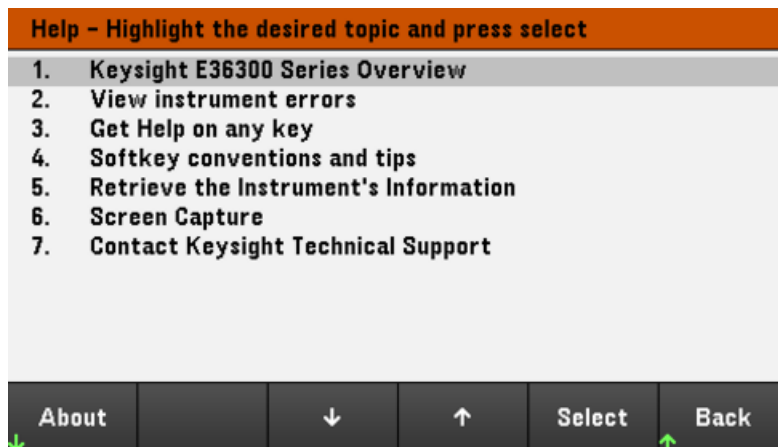 Help - Highlight the desired topic and press select
1. Keysight E36300 Series Overview
2. View instrument errors
3. Get Help on any key
4. Softkey conventions and tips
5. Retrieve the Instrument's Information
6. Screen Capture
7. Contact Keysight Technical Support
About ↓ ↑ Select Back